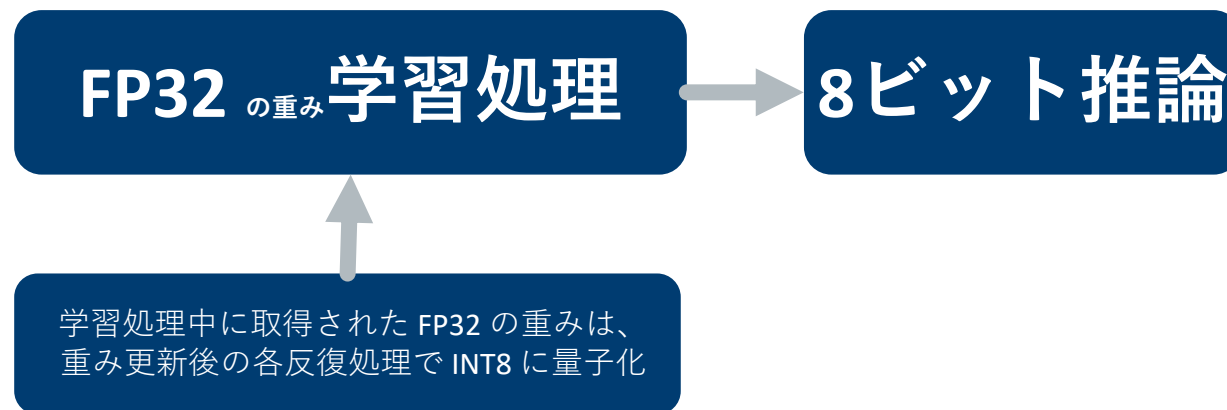 FP32 の重み学習処理
8ビット推論
学習処理中に取得された FP32 の重みは、
重み更新後の各反復処理で INT8 に量子化